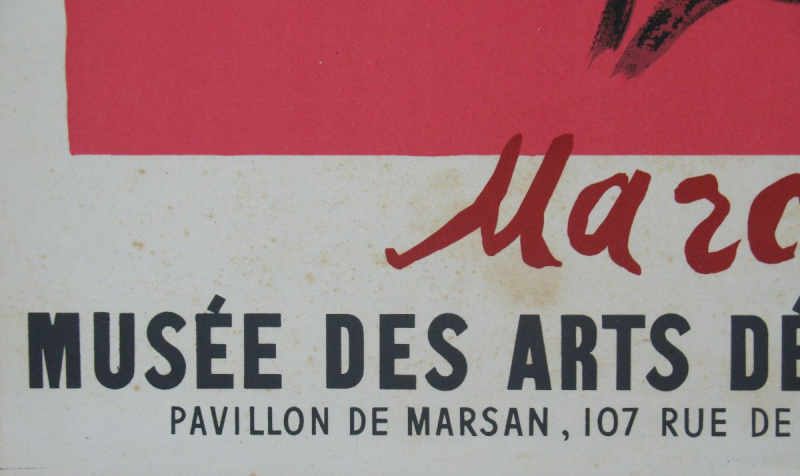 Marc
MUSÉE DES ARTS DÉ
PAVILLON DE MARSAN, 107 RUE DE